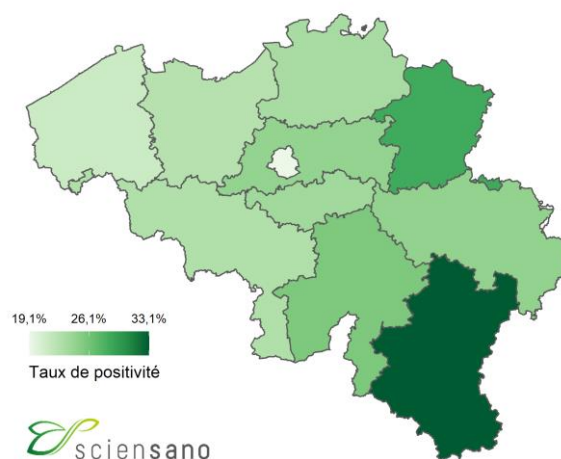 19,1% 26,1% 33,1%
Taux de positivité
sciensano